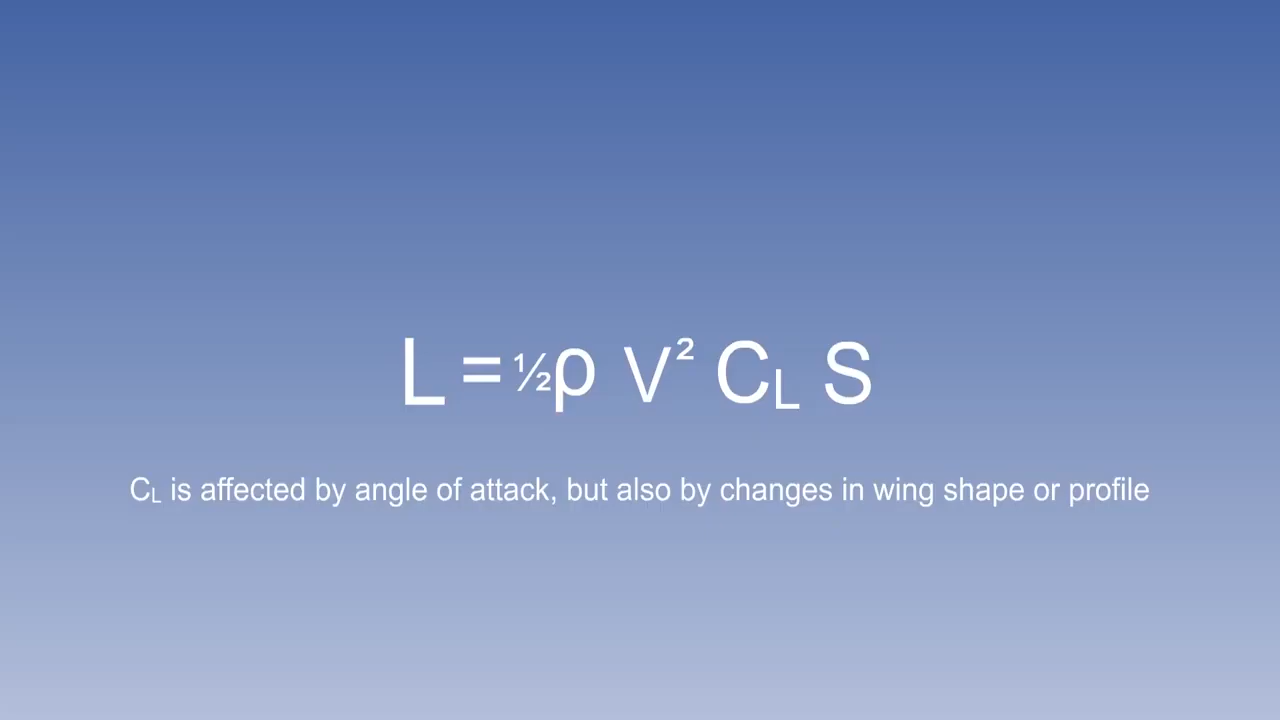 L = ½ρ V² CL S
CL is affected by angle of attack, but also by changes in wing shape or profile